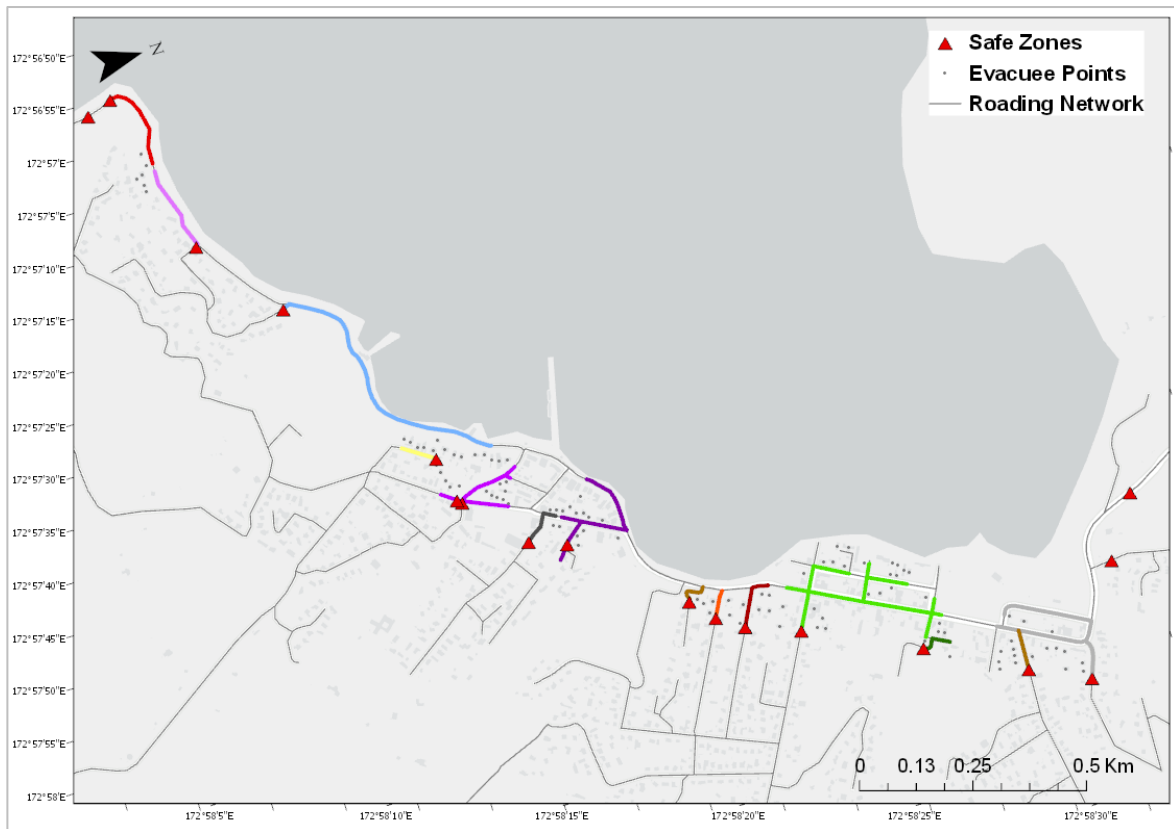 N
Safe Zones
Evacuee Points
Roading Network
172°56'50"E
172°56'55"E
172°57'E
172°57'5"E
172°57'10"E
172°57'15"E
172°57'20"E
172°57'25"E
172°57'30"E
172°57'35"E
172°57'40"E
172°57'45"E
172°57'50"E
172°57'55"E
172°58'E
0 0.13 0.25 0.5 Km
172°58'5"E 172°58'10"E 172°58'15"E 172°58'20"E 172°58'25"E 172°58'30"E